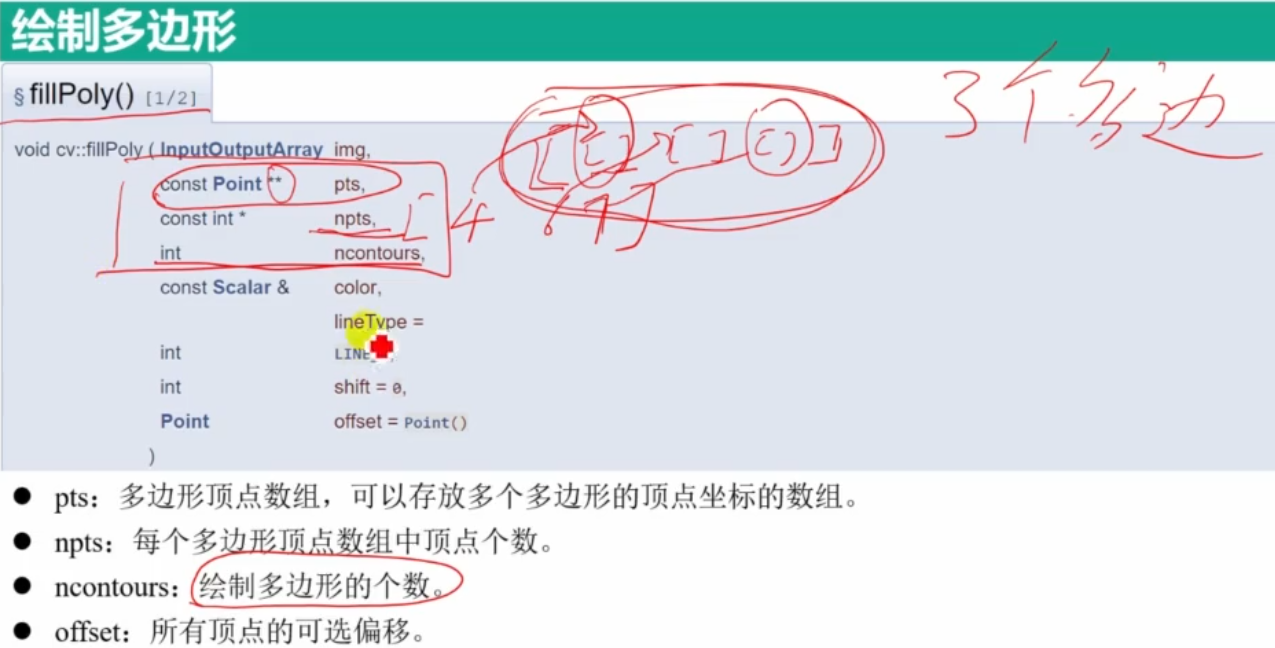 绘制多边形
§ fillPoly() [1/2]
3个多边
void cv::fillPoly ( InputOutputArray img,
[ [ ] [ ] [ ] ]
const Point ** pts,
const int * npts, [ 4 6 7 ]
int ncontours,
const Scalar & color,
lineType =
int
int shift = 0,
Point offset = Point()
)
● pts：多边形顶点数组，可以存放多个多边形的顶点坐标的数组。
● npts：每个多边形顶点数组中顶点个数。
● ncontours：绘制多边形的个数。
● offset：所有顶点的可选偏移。